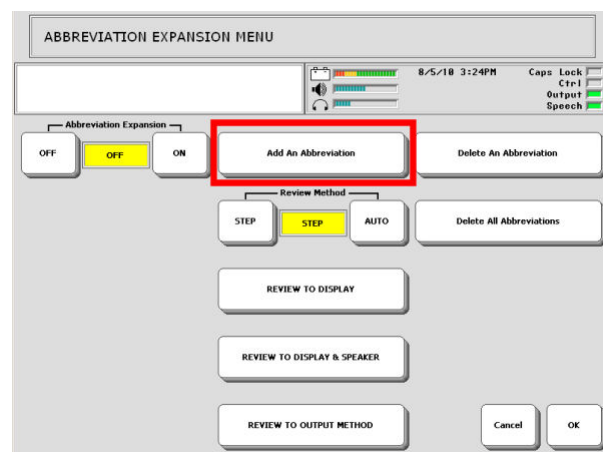 ABBREVIATION EXPANSION MENU
8/5/10 3:24PM
Caps Lock
Ctrl
Output
Speech
Abbreviation Expansion
OFF OFF ON
Add An Abbreviation
Delete An Abbreviation
Review Method
STEP STEP AUTO
Delete All Abbreviations
REVIEW TO DISPLAY
REVIEW TO DISPLAY & SPEAKER
REVIEW TO OUTPUT METHOD
Cancel
OK